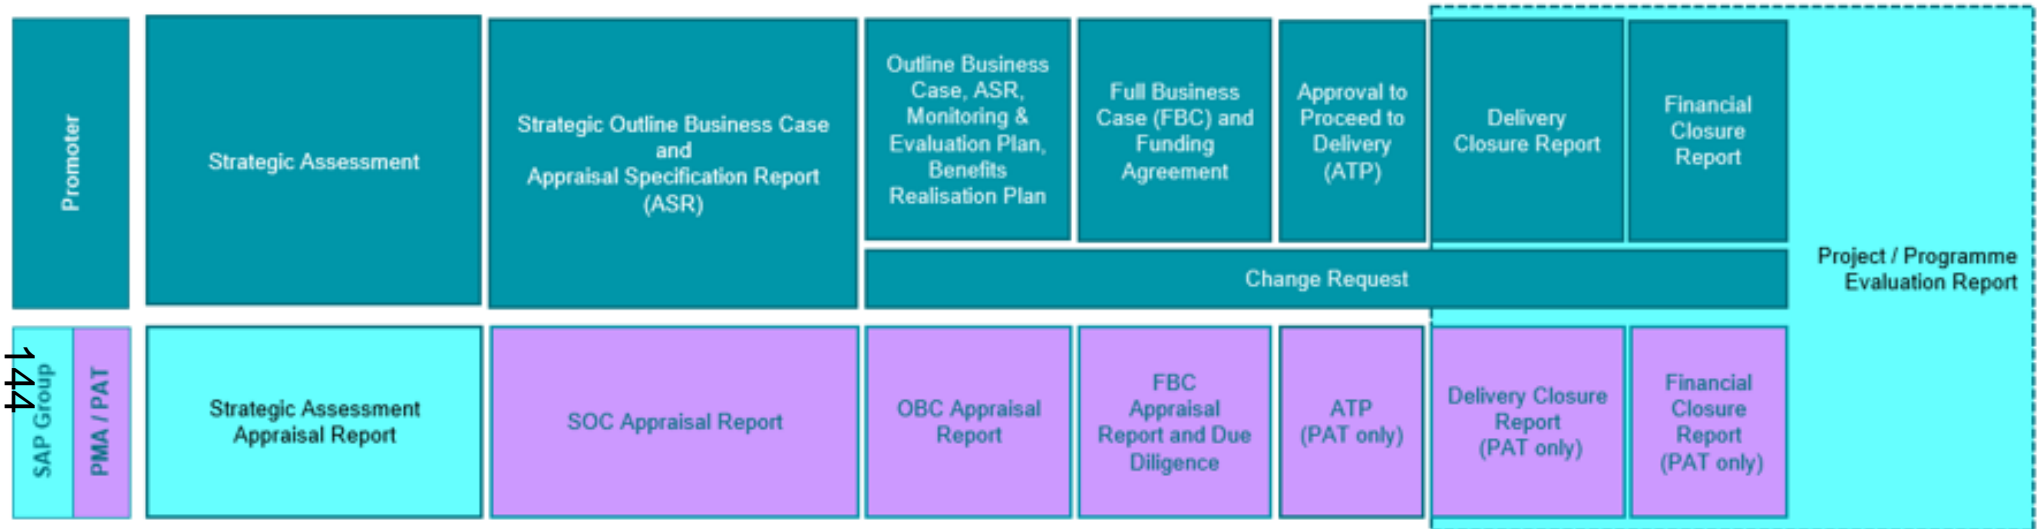 Promoter
Strategic Assessment
Strategic Outline Business Case
and
Appraisal Specification Report
(ASR)
Outline Business
Case, ASR,
Monitoring &
Evaluation Plan,
Benefits
Realisation Plan
Full Business
Case (FBC) and
Funding
Agreement
Approval to
Proceed to
Delivery
(ATP)
Delivery
Closure Report
Financial
Closure
Report
Change Request
Project / Programme
Evaluation Report
144
SAP Group
PMA / PAT
Strategic Assessment
Appraisal Report
SOC Appraisal Report
OBC Appraisal
Report
FBC
Appraisal
Report and Due
Diligence
ATP
(PAT only)
Delivery Closure
Report
(PAT only)
Financial
Closure
Report
(PAT only)